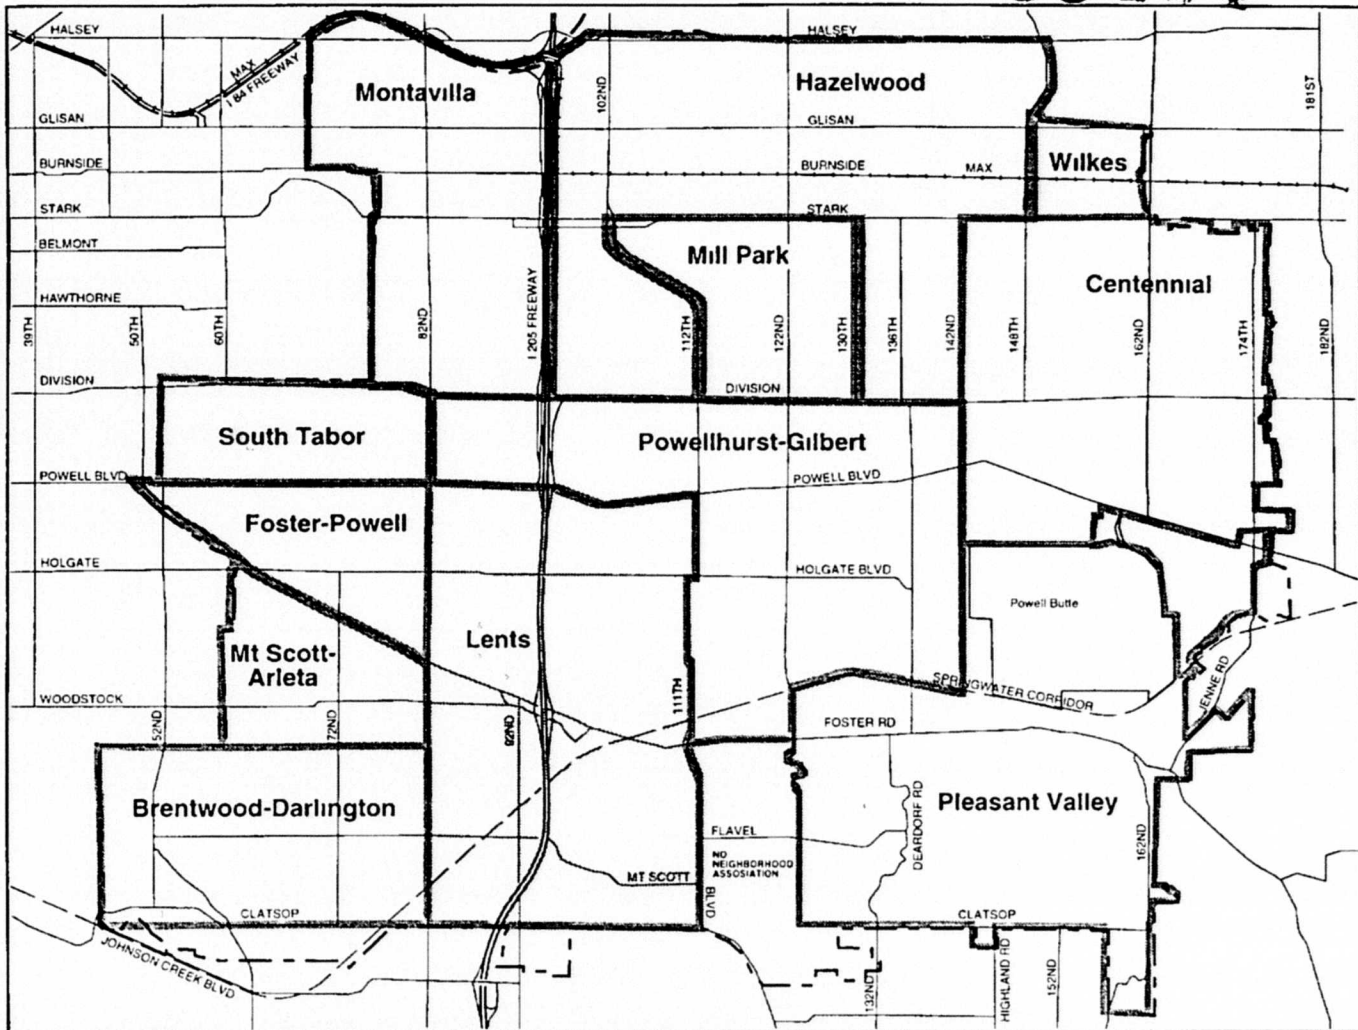 HALSEY
HALSEY
MAX
I 84 FREEWAY
Montavilla
Hazelwood
102ND
181ST
GLISAN
GLISAN
BURNSIDE
BURNSIDE
MAX
Wilkes
STARK
STARK
BELMONT
Mill Park
Centennial
HAWTHORNE
39TH
50TH
60TH
82ND
I 205 FREEWAY
112TH
122ND
130TH
136TH
142ND
148TH
162ND
174TH
182ND
DIVISION
DIVISION
South Tabor
Powellhurst-Gilbert
POWELL BLVD
POWELL BLVD
Foster-Powell
HOLGATE
HOLGATE BLVD
Powell Butte
Lents
Mt Scott-
Arleta
111TH
SPRINGWATER CORRIDOR
JENNE RD
WOODSTOCK
52ND
72ND
92ND
FOSTER RD
Brentwood-Darlington
Pleasant Valley
DEARDORF RD
162ND
FLAVEL
NO
NEIGHBORHOOD
ASSOSIATION
MT SCOTT
BLVD
CLATSOP
CLATSOP
JOHNSON CREEK BLVD
132ND
HIGHLAND RD
152ND